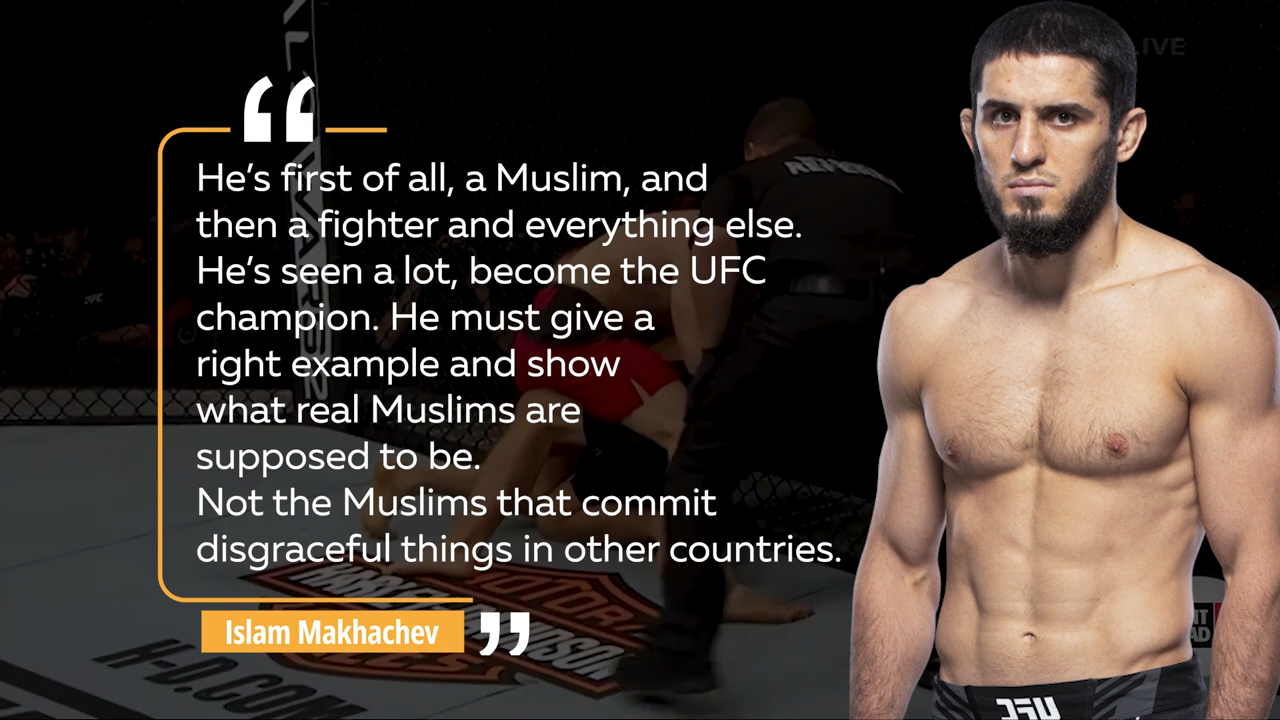 LIVE
He's first of all, a Muslim, and
then a fighter and everything else.
He's seen a lot, become the UFC
champion. He must give a
right example and show
what real Muslims are
supposed to be.
Not the Muslims that commit
disgraceful things in other countries.
Islam Makhachev
H-D.COM